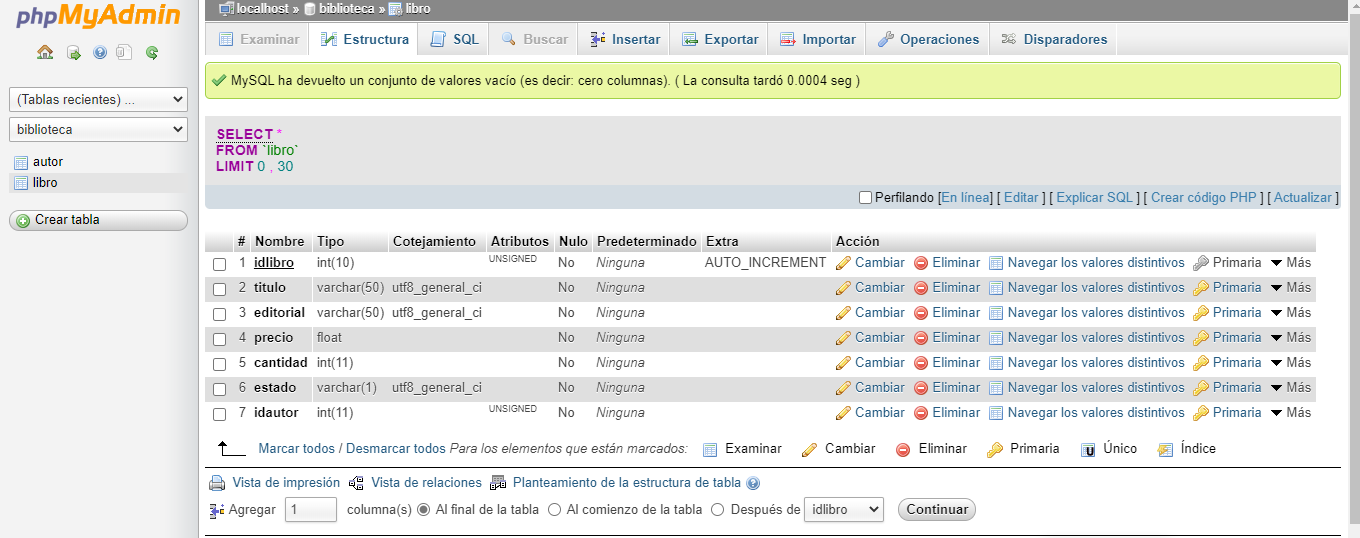 phpMyAdmin
localhost » biblioteca » libro
Examinar Estructura SQL Buscar Insertar Exportar Importar Operaciones Disparadores
MySQL ha devuelto un conjunto de valores vacío (es decir: cero columnas). ( La consulta tardó 0.0004 seg )
(Tablas recientes) ...
biblioteca
autor
libro
Crear tabla
SELECT *
FROM `libro`
LIMIT 0 , 30
Perfilando [En línea] [ Editar ] [ Explicar SQL ] [ Crear código PHP ] [ Actualizar ]
# Nombre Tipo Cotejamiento Atributos Nulo Predeterminado Extra Acción
1 idlibro int(10) UNSIGNED No Ninguna AUTO_INCREMENT Cambiar Eliminar Navegar los valores distintivos Primaria Más
2 titulo varchar(50) utf8_general_ci No Ninguna Cambiar Eliminar Navegar los valores distintivos Primaria Más
3 editorial varchar(50) utf8_general_ci No Ninguna Cambiar Eliminar Navegar los valores distintivos Primaria Más
4 precio float No Ninguna Cambiar Eliminar Navegar los valores distintivos Primaria Más
5 cantidad int(11) No Ninguna Cambiar Eliminar Navegar los valores distintivos Primaria Más
6 estado varchar(1) utf8_general_ci No Ninguna Cambiar Eliminar Navegar los valores distintivos Primaria Más
7 idautor int(11) UNSIGNED No Ninguna Cambiar Eliminar Navegar los valores distintivos Primaria Más
Marcar todos / Desmarcar todos Para los elementos que están marcados: Examinar Cambiar Eliminar Primaria Único Índice
Vista de impresión Vista de relaciones Planteamiento de la estructura de tabla
Agregar 1 columna(s) Al final de la tabla Al comienzo de la tabla Después de idlibro Continuar